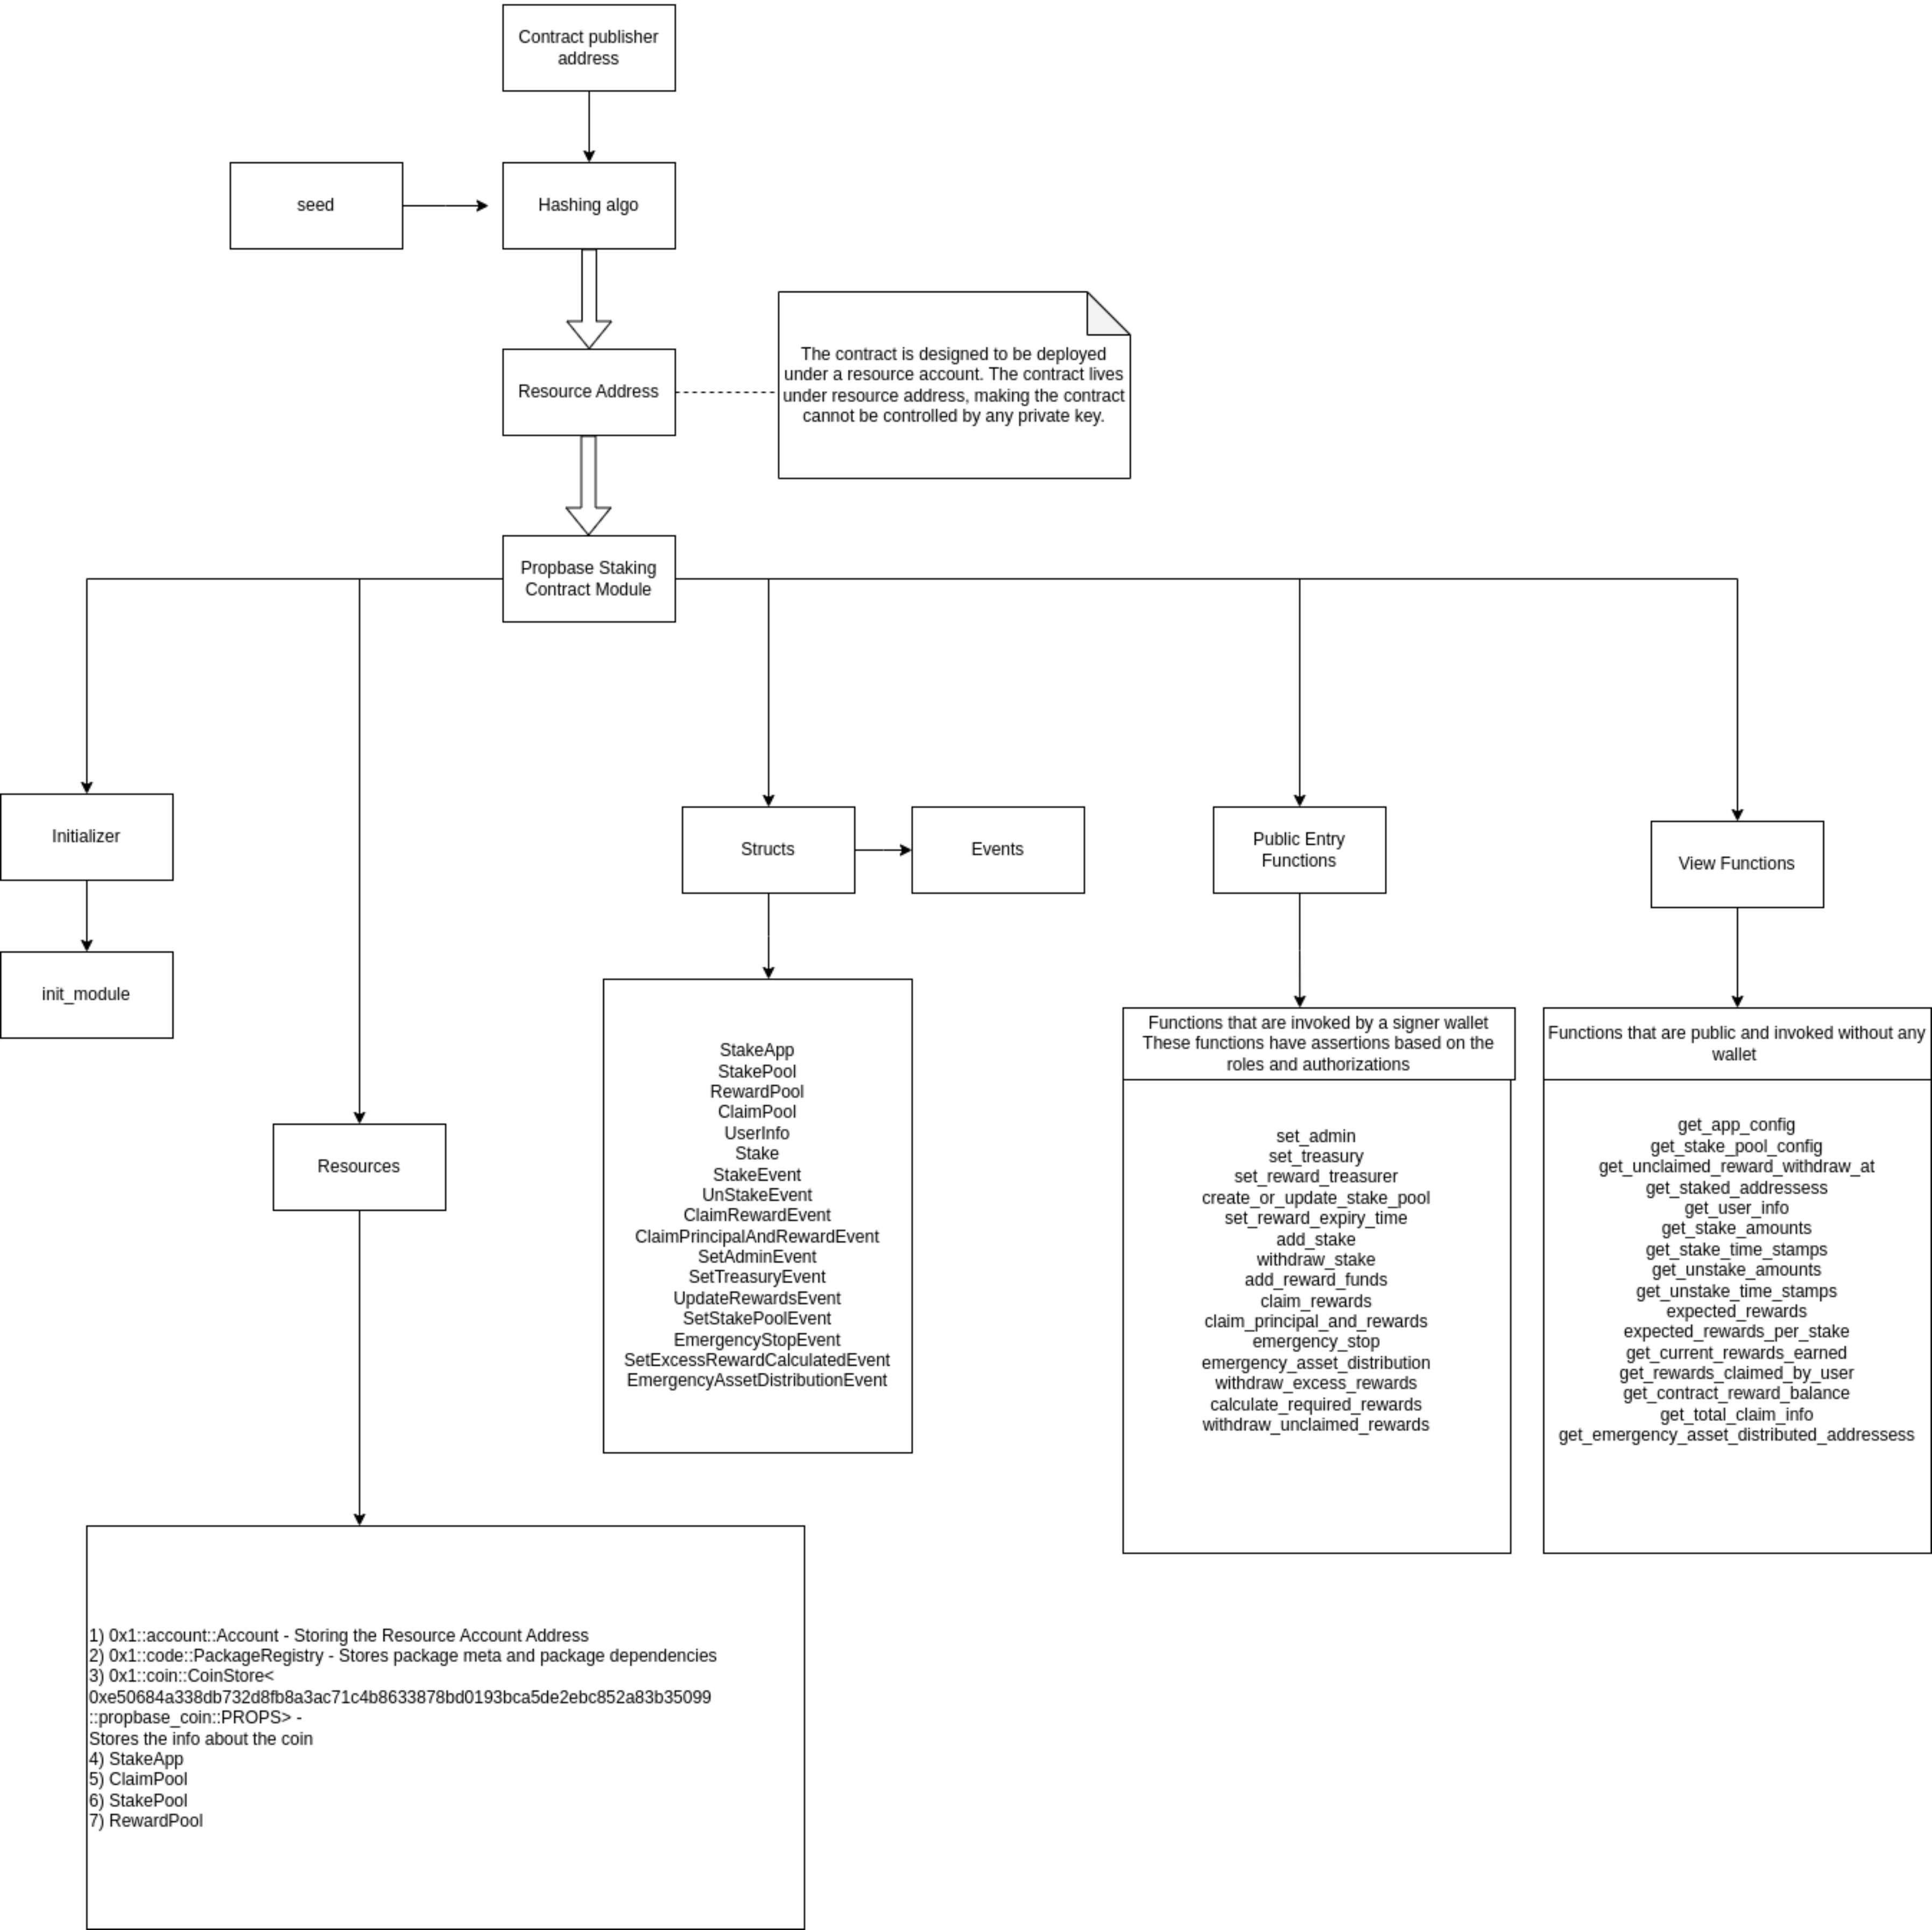 Contract publisher
address
seed
Hashing algo
Resource Address
The contract is designed to be deployed
under a resource account. The contract lives
under resource address, making the contract
cannot be controlled by any private key.
Propbase Staking
Contract Module
Initializer
init_module
Resources
1) 0x1::account::Account - Storing the Resource Account Address
2) 0x1::code::PackageRegistry - Stores package meta and package dependencies
3) 0x1::coin::CoinStore<
0xe50684a338db732d8fb8a3ac71c4b8633878bd0193bca5de2ebc852a83b35099
::propbase_coin::PROPS> -
Stores the info about the coin
4) StakeApp
5) ClaimPool
6) StakePool
7) RewardPool
Structs
Events
StakeApp
StakePool
RewardPool
ClaimPool
UserInfo
Stake
StakeEvent
UnStakeEvent
ClaimRewardEvent
ClaimPrincipalAndRewardEvent
SetAdminEvent
SetTreasuryEvent
UpdateRewardsEvent
SetStakePoolEvent
EmergencyStopEvent
SetExcessRewardCalculatedEvent
EmergencyAssetDistributionEvent
Public Entry
Functions
Functions that are invoked by a signer wallet
These functions have assertions based on the
roles and authorizations
set_admin
set_treasury
set_reward_treasurer
create_or_update_stake_pool
set_reward_expiry_time
add_stake
withdraw_stake
add_reward_funds
claim_rewards
claim_principal_and_rewards
emergency_stop
emergency_asset_distribution
withdraw_excess_rewards
calculate_required_rewards
withdraw_unclaimed_rewards
View Functions
Functions that are public and invoked without any
wallet
get_app_config
get_stake_pool_config
get_unclaimed_reward_withdraw_at
get_staked_addressess
get_user_info
get_stake_amounts
get_stake_time_stamps
get_unstake_amounts
get_unstake_time_stamps
expected_rewards
expected_rewards_per_stake
get_current_rewards_earned
get_rewards_claimed_by_user
get_contract_reward_balance
get_total_claim_info
get_emergency_asset_distributed_addressess